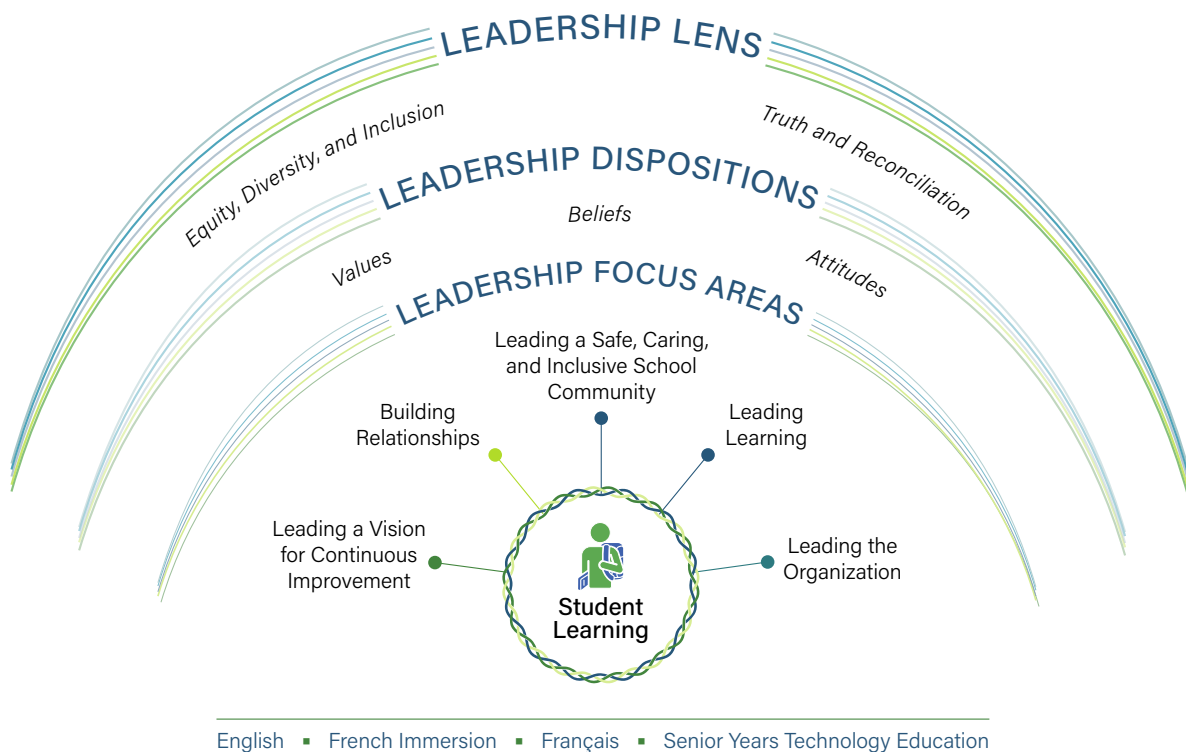 LEADERSHIP LENS
Equity, Diversity, and Inclusion
Truth and Reconciliation
LEADERSHIP DISPOSITIONS
Values
Beliefs
Attitudes
LEADERSHIP FOCUS AREAS
Leading a Vision
for Continuous
Improvement
Building
Relationships
Leading a Safe, Caring,
and Inclusive School
Community
Leading
Learning
Leading the
Organization
Student
Learning
English ▪ French Immersion ▪ Français ▪ Senior Years Technology Education